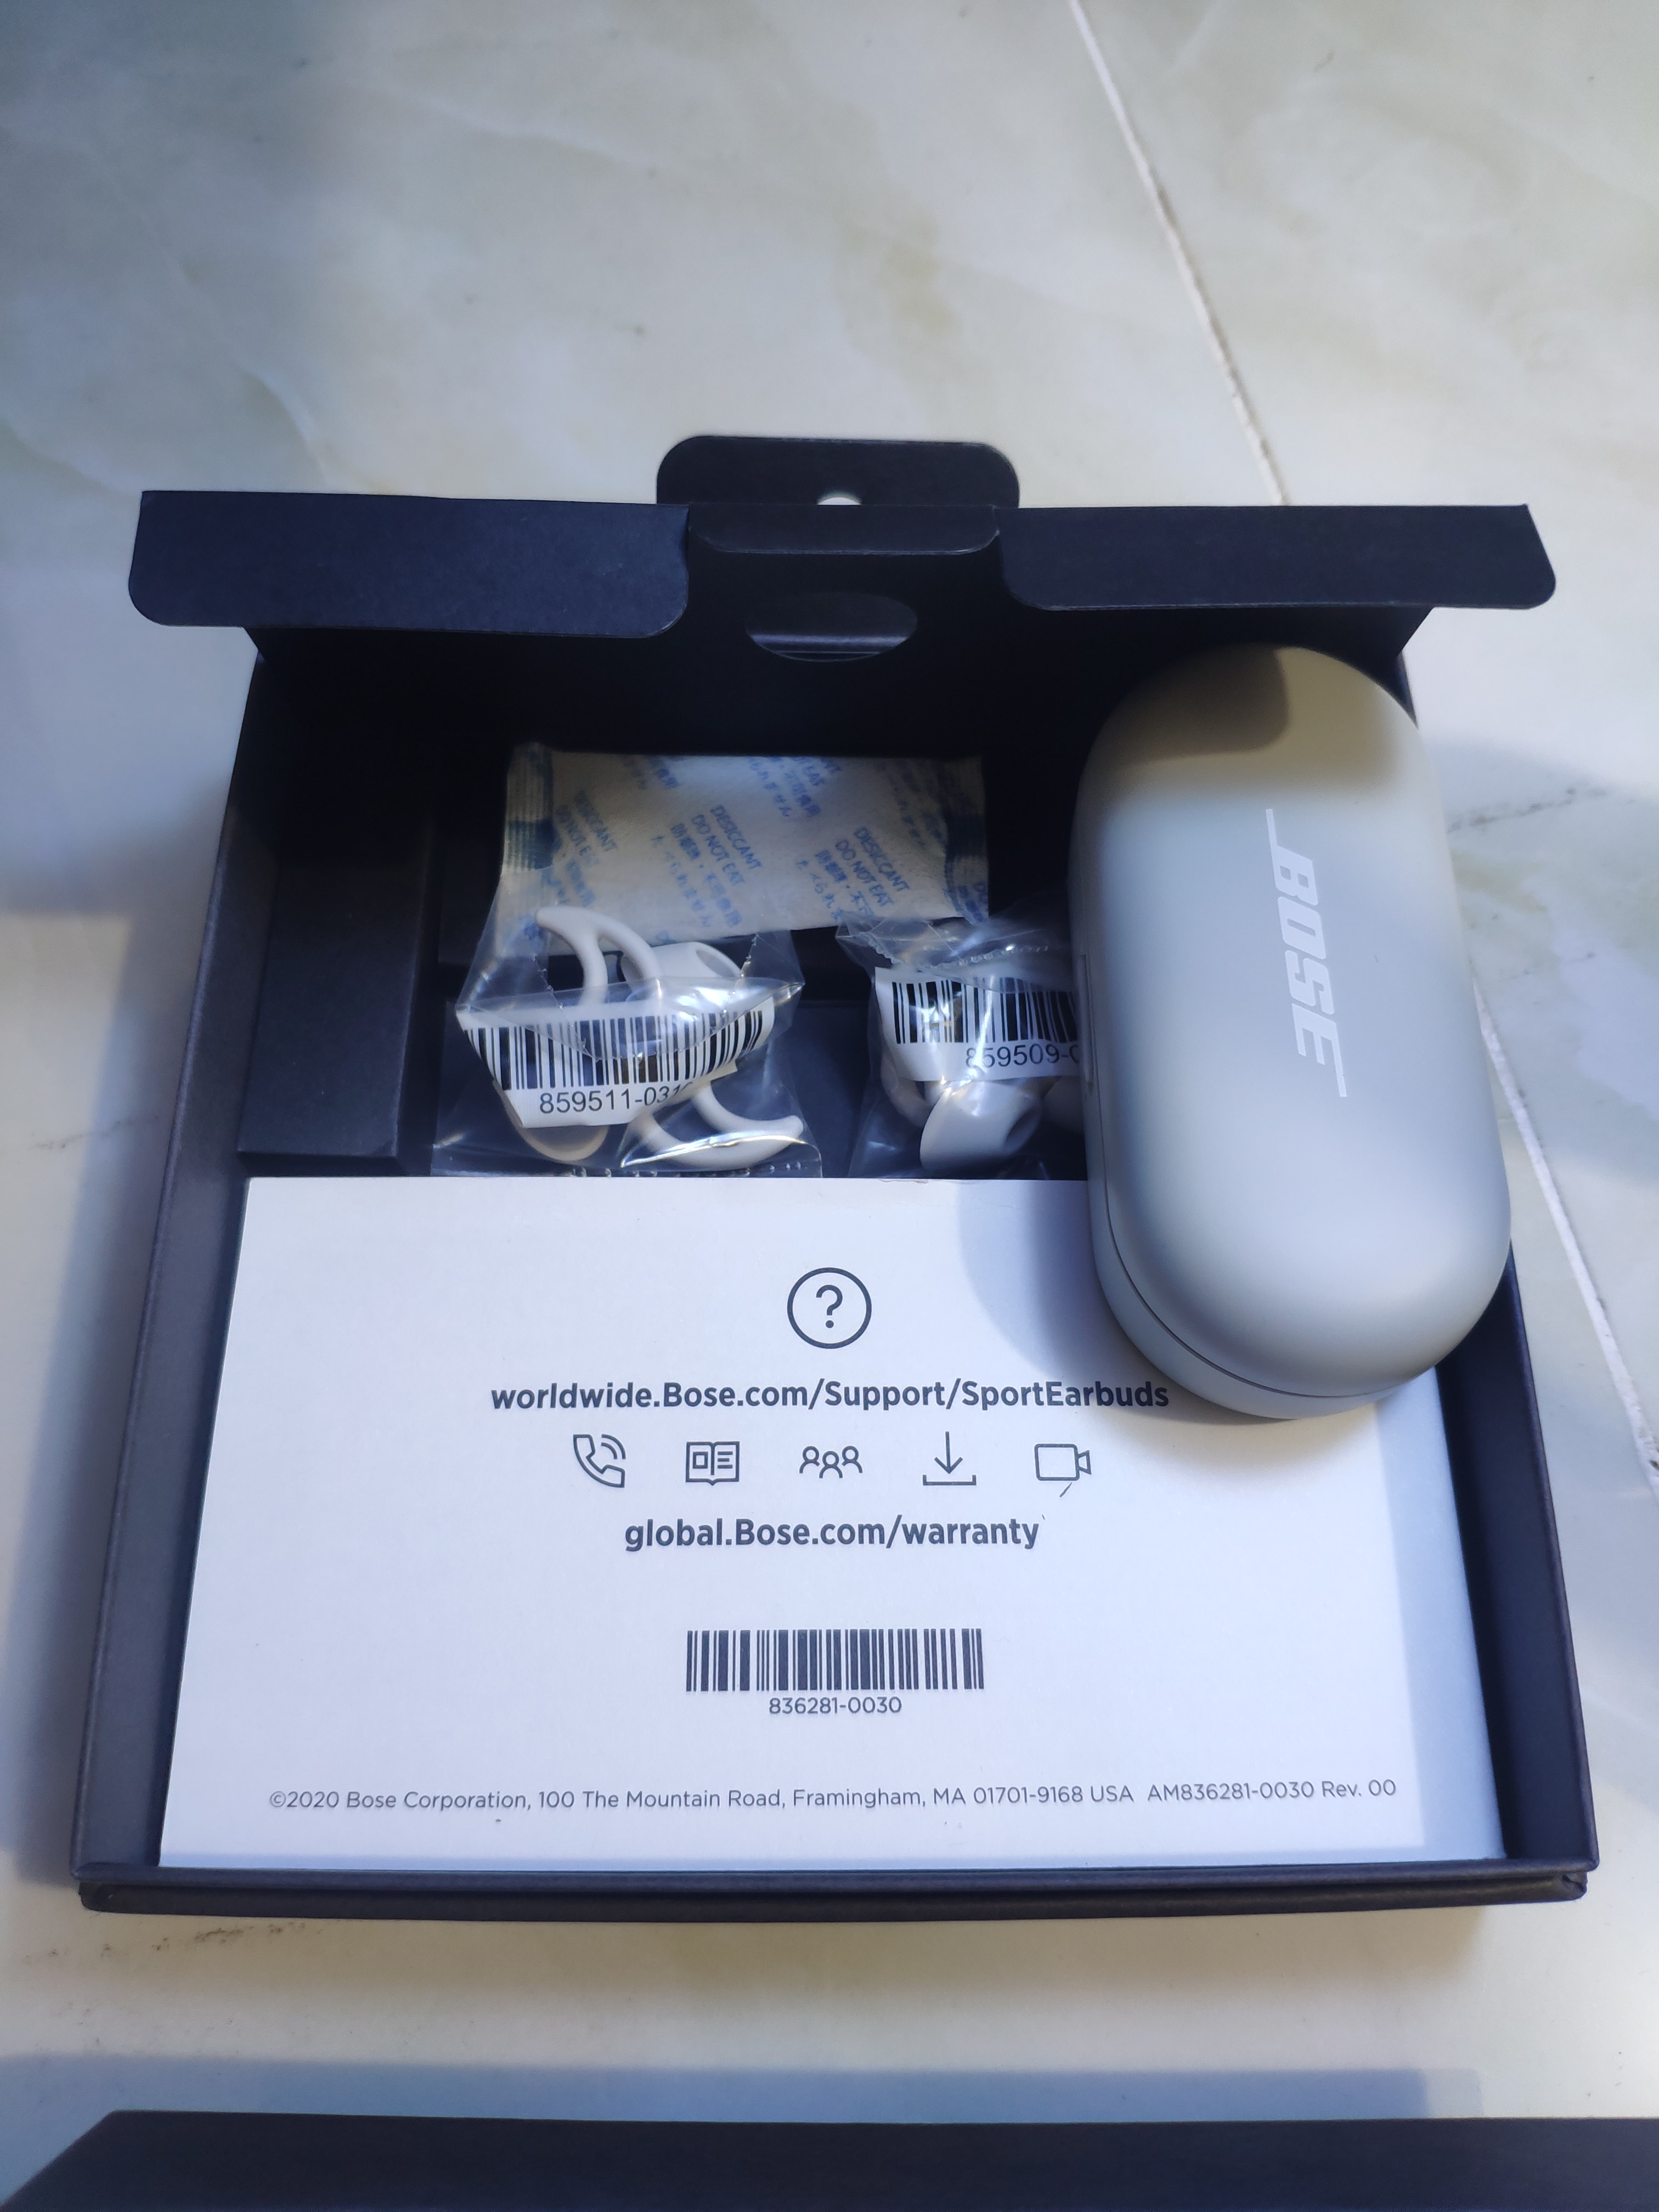 DESICCANT
DO NOT EAT
DESICCANT
DO NOT EAT
BOSE
859511-031
859509-
?
worldwide.Bose.com/Support/SportEarbuds
global.Bose.com/warranty
836281-0030
©2020 Bose Corporation, 100 The Mountain Road, Framingham, MA 01701-9168 USA AM836281-0030 Rev. 00